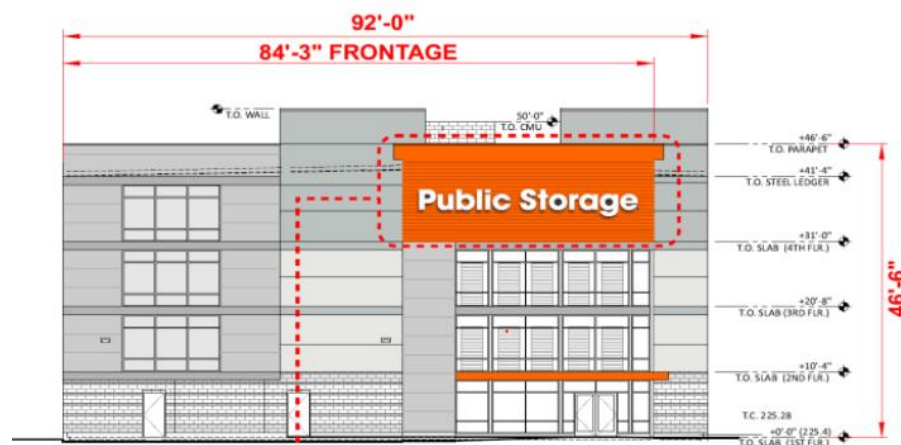 92'-0"
84'-3" FRONTAGE
T.O. WALL
50'-0"
T.O. CMU
+46'-6"
T.O. PARAPET
+41'-4"
T.O. STEEL LEDGER
Public Storage
+31'-0"
T.O. SLAB (4TH FLR.)
46'-6"
+20'-8"
T.O. SLAB (3RD FLR.)
+10'-4"
T.O. SLAB (2ND FLR.)
T.C. 225.28
+0'-0" (225.4)
T.O. SLAB (1ST FLR.)